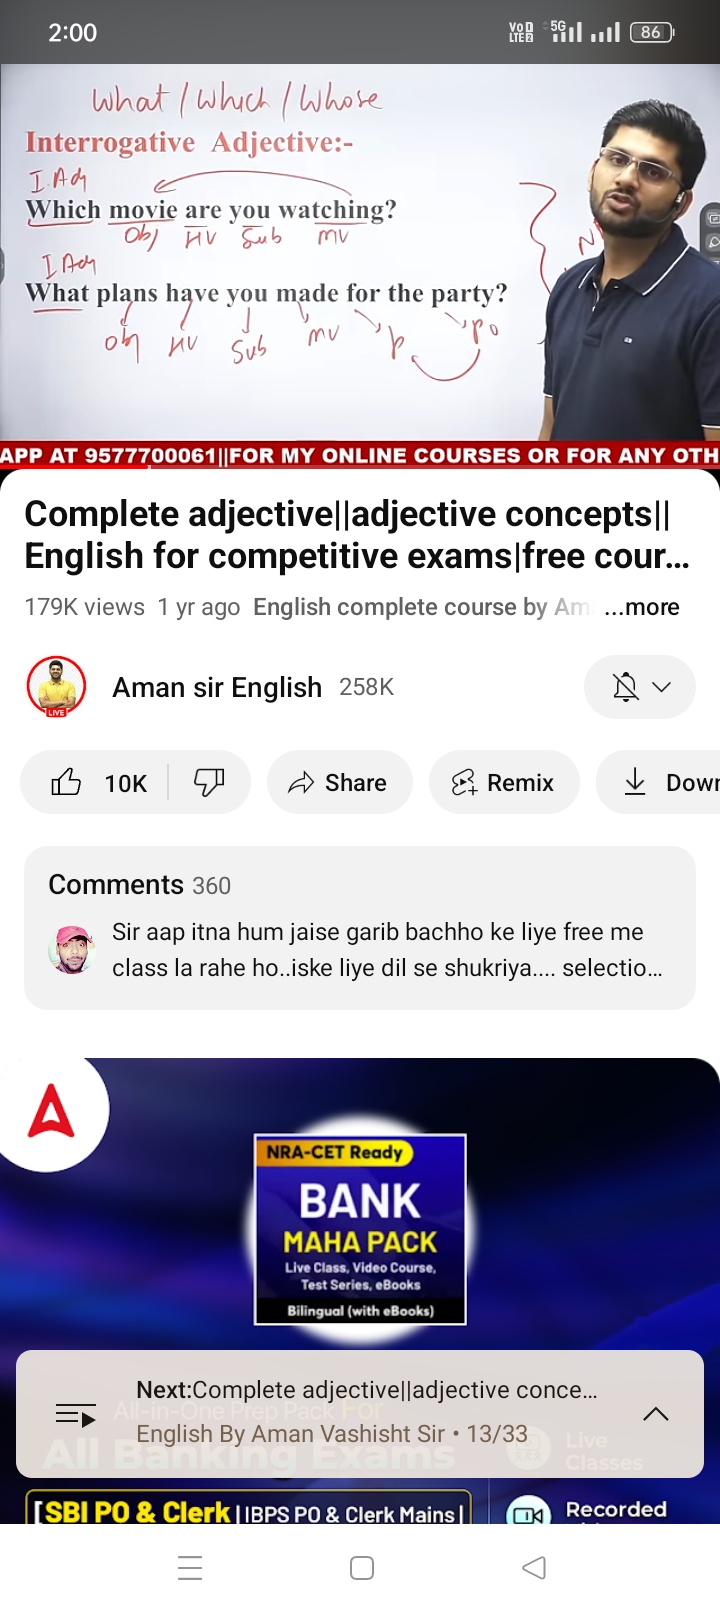 2:00
VoD LTE2 5G 86
What / Which / Whose
Interrogative Adjective:-
I.Adj
Which movie are you watching?
Obj HV Sub MV
I Adj
What plans have you made for the party?
obj HV Sub MV P PO
N
APP AT 9577700061||FOR MY ONLINE COURSES OR FOR ANY OTH
Complete adjective||adjective concepts||
English for competitive exams|free cour...
179K views 1 yr ago English complete course by Am ...more
LIVE
Aman sir English 258K
10K Share Remix Down
Comments 360
Sir aap itna hum jaise garib bachho ke liye free me
class la rahe ho..iske liye dil se shukriya.... selectio...
NRA-CET Ready
BANK
MAHA PACK
Live Class, Video Course,
Test Series, eBooks
Bilingual (with eBooks)
Next:Complete adjective||adjective conce...
All-in-One Prep Pack For
English By Aman Vashisht Sir • 13/33
All Banking Exams
Live
Classes
[SBI PO & Clerk | IBPS PO & Clerk Mains |
Recorded